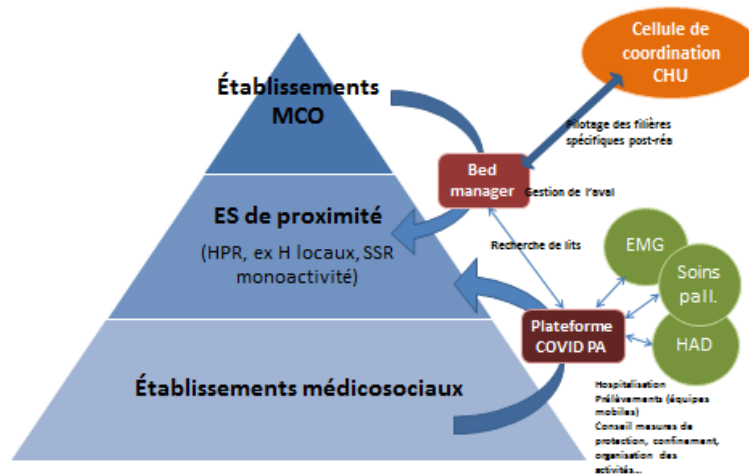 Cellule de
coordination
CHU
Établissements
MCO
Pilotage des filières
spécifiques post-réa
Bed
manager
Gestion de l'aval
ES de proximité
(HPR, ex H locaux, SSR
monoactivité)
Recherche de lits
EMG
Soins
pall.
HAD
Plateforme
COVID PA
Établissements médicosociaux
Hospitalisation
Prélèvements (équipes
mobiles)
Conseil mesures de
protection, confinement,
organisation des
activités...